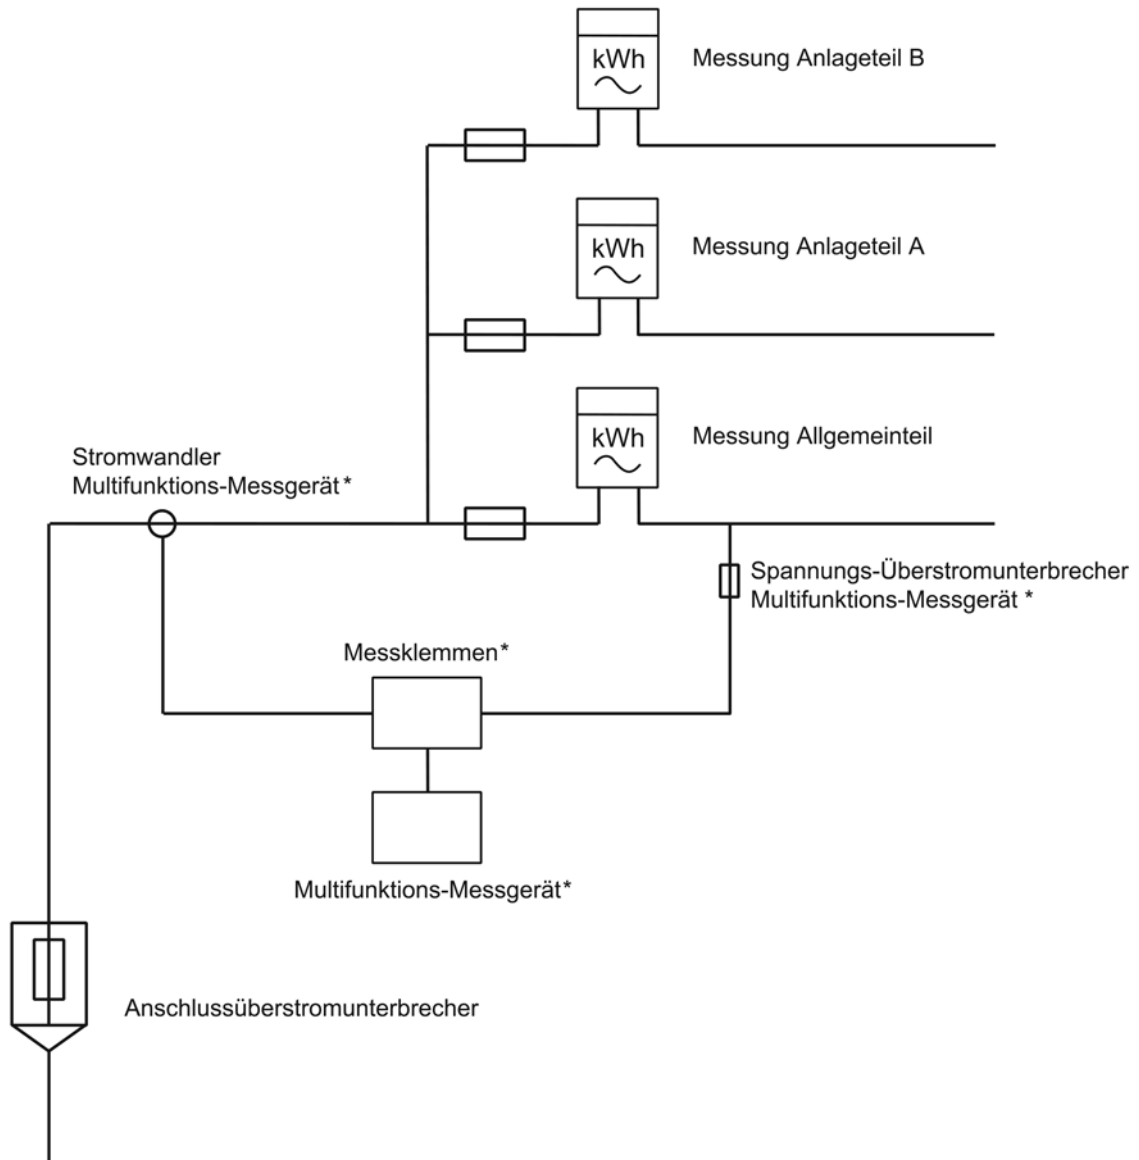 kWh
Messung Anlageteil B
kWh
Messung Anlageteil A
kWh
Messung Allgemeinteil
Stromwandler
Multifunktions-Messgerät*
Spannungs-Überstromunterbrecher
Multifunktions-Messgerät *
Messklemmen*
Multifunktions-Messgerät*
Anschlussüberstromunterbrecher